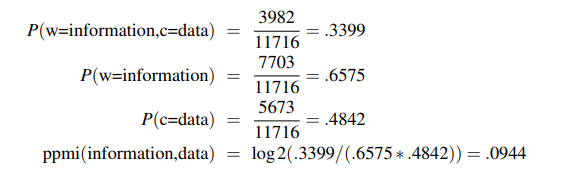 P(w=information,c=data) = 3982/11716 = .3399
P(w=information) = 7703/11716 = .6575
P(c=data) = 5673/11716 = .4842
ppmi(information,data) = log2(.3399/(.6575∗.4842)) = .0944